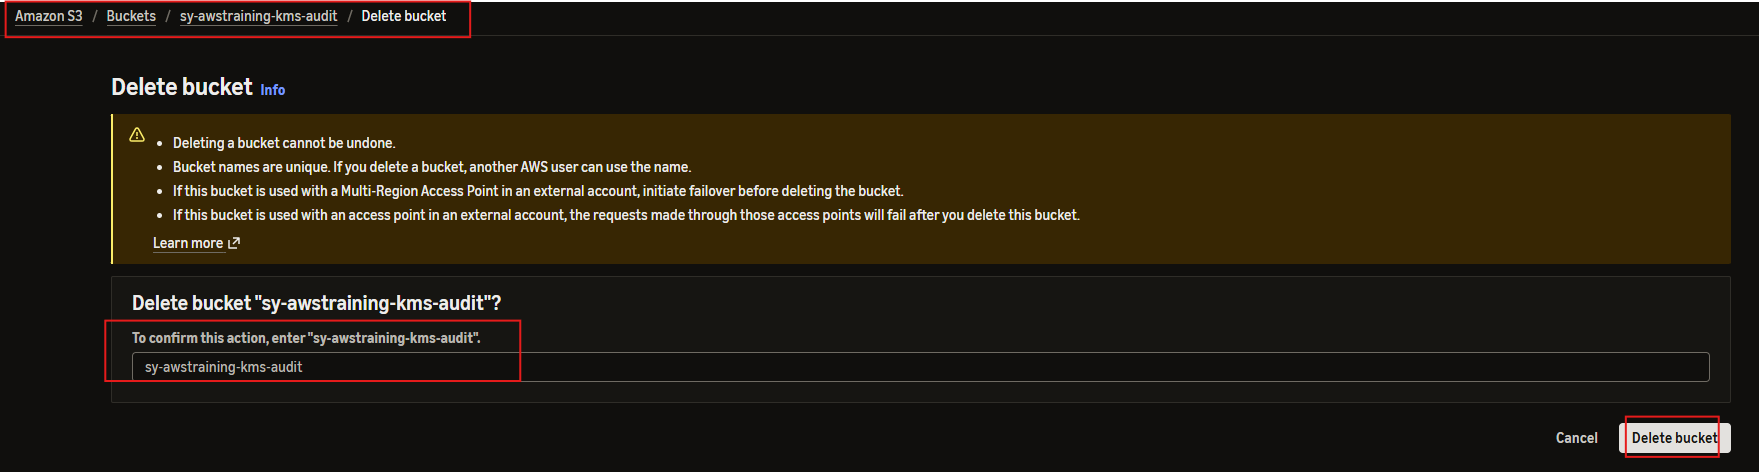 Amazon S3 / Buckets / sy-awstraining-kms-audit / Delete bucket
Delete bucket Info
Deleting a bucket cannot be undone.
Bucket names are unique. If you delete a bucket, another AWS user can use the name.
If this bucket is used with a Multi-Region Access Point in an external account, initiate failover before deleting the bucket.
If this bucket is used with an access point in an external account, the requests made through those access points will fail after you delete this bucket.
Learn more
Delete bucket "sy-awstraining-kms-audit"?
To confirm this action, enter "sy-awstraining-kms-audit".
sy-awstraining-kms-audit
Cancel Delete bucket